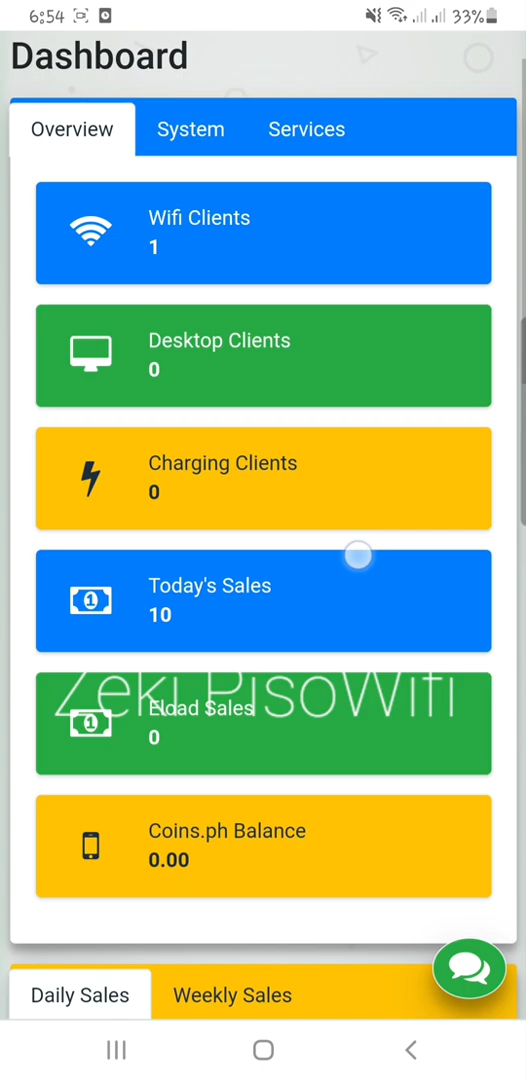 6:54 33%
Dashboard
Overview System Services
Wifi Clients
1
Desktop Clients
0
Charging Clients
0
Today's Sales
10
Zeki PisoWifi
Eload Sales
0
Coins.ph Balance
0.00
Daily Sales Weekly Sales